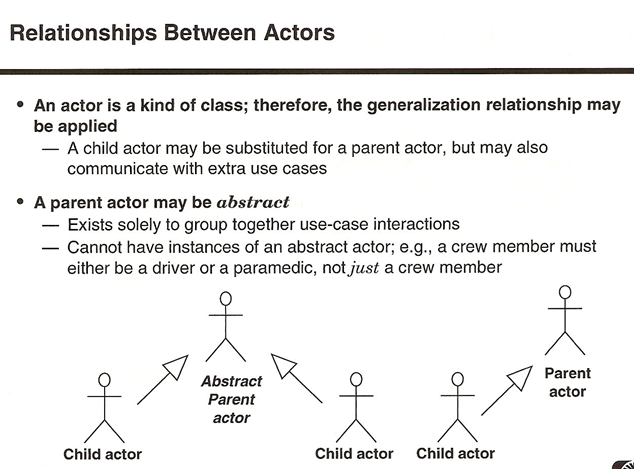 Relationships Between Actors
• An actor is a kind of class; therefore, the generalization relationship may
be applied
— A child actor may be substituted for a parent actor, but may also
communicate with extra use cases
• A parent actor may be abstract
— Exists solely to group together use-case interactions
— Cannot have instances of an abstract actor; e.g., a crew member must
either be a driver or a paramedic, not just a crew member
Abstract
Parent
actor
Parent
actor
Child actor
Child actor
Child actor